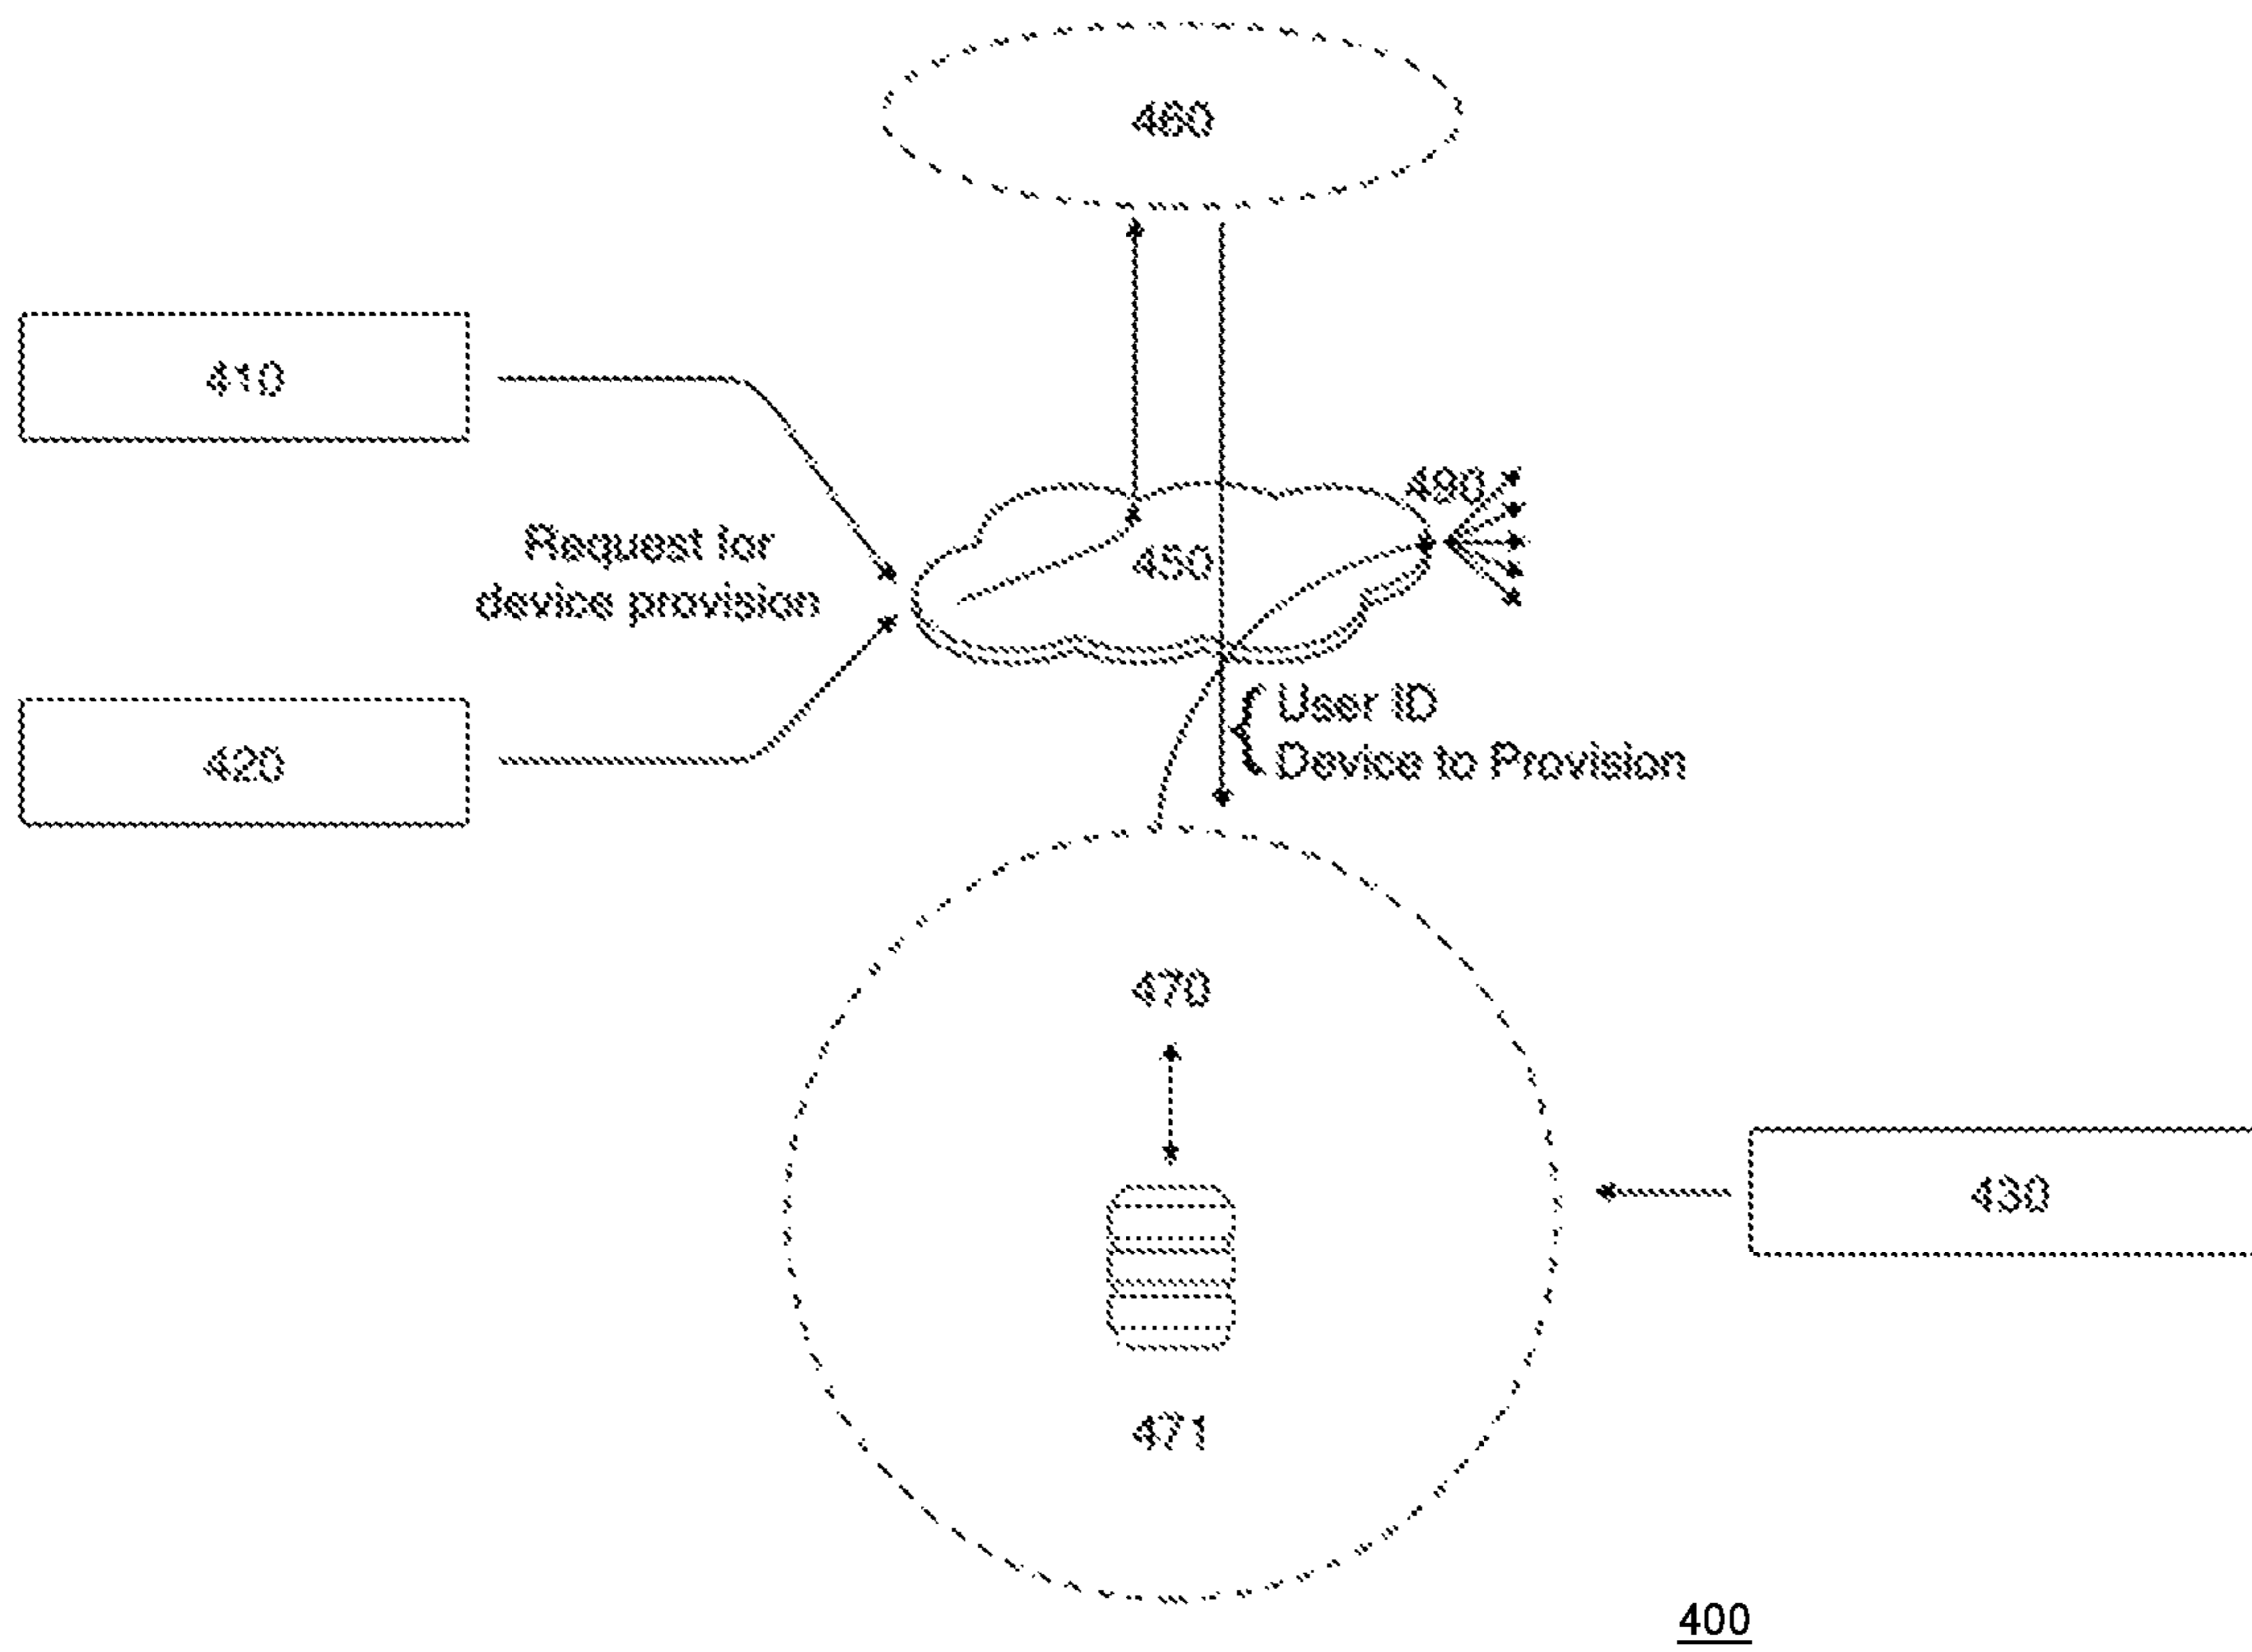 460
410
490
Request for
device provision
450
User ID
Device to Provision
420
470
430
471
400